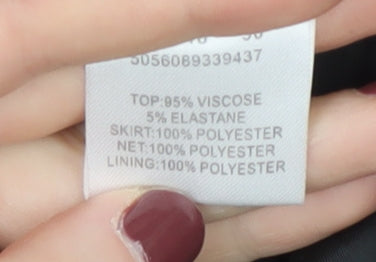 5056089339437
TOP:95% VISCOSE
5% ELASTANE
SKIRT:100% POLYESTER
NET:100% POLYESTER
LINING:100% POLYESTER